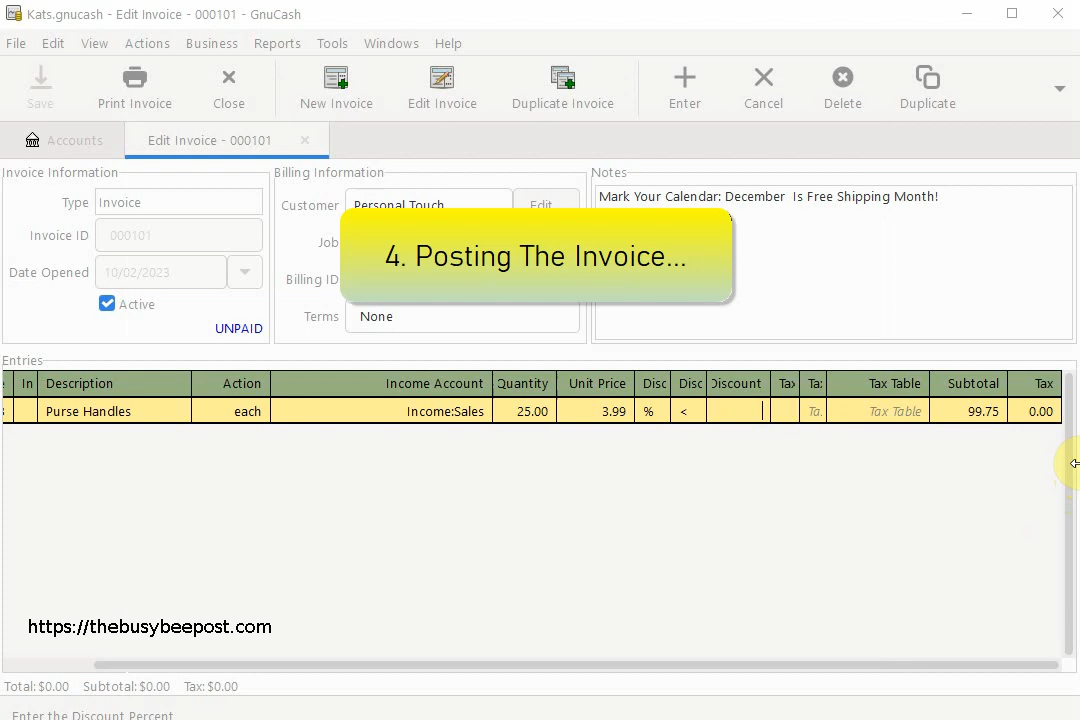 Kats.gnucash - Edit Invoice - 000101 - GnuCash
File Edit View Actions Business Reports Tools Windows Help
Save Print Invoice Close New Invoice Edit Invoice Duplicate Invoice Enter Cancel Delete Duplicate
Accounts Edit Invoice - 000101
Invoice Information
Type Invoice
Invoice ID 000101
Date Opened 10/02/2023
Active
UNPAID
Billing Information
Customer Personal Touch Edit
Job
Billing ID
Terms None
Notes
Mark Your Calendar: December  Is Free Shipping Month!
4. Posting The Invoice...
Entries
In Description Action Income Account Quantity Unit Price Disc Disc Discount Tax Ta: Tax Table Subtotal Tax
Purse Handles each Income:Sales 25.00 3.99 % < Ta. Tax Table 99.75 0.00
https://thebusybeepost.com
Total: $0.00 Subtotal: $0.00 Tax: $0.00
Enter the Discount Percent